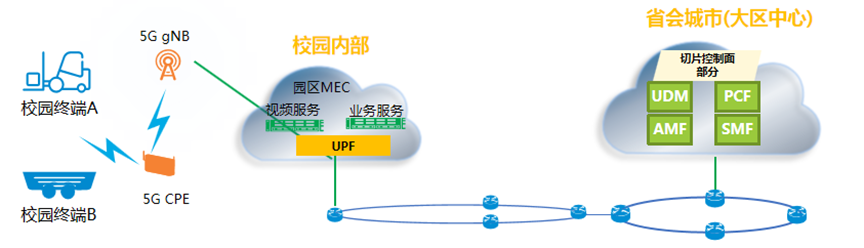 省会城市(大区中心)
5G gNB
校园内部
切片控制面
部分
园区MEC
校园终端A
视频服务
业务服务
UDM
PCF
AMF
SMF
UPF
校园终端B
5G CPE